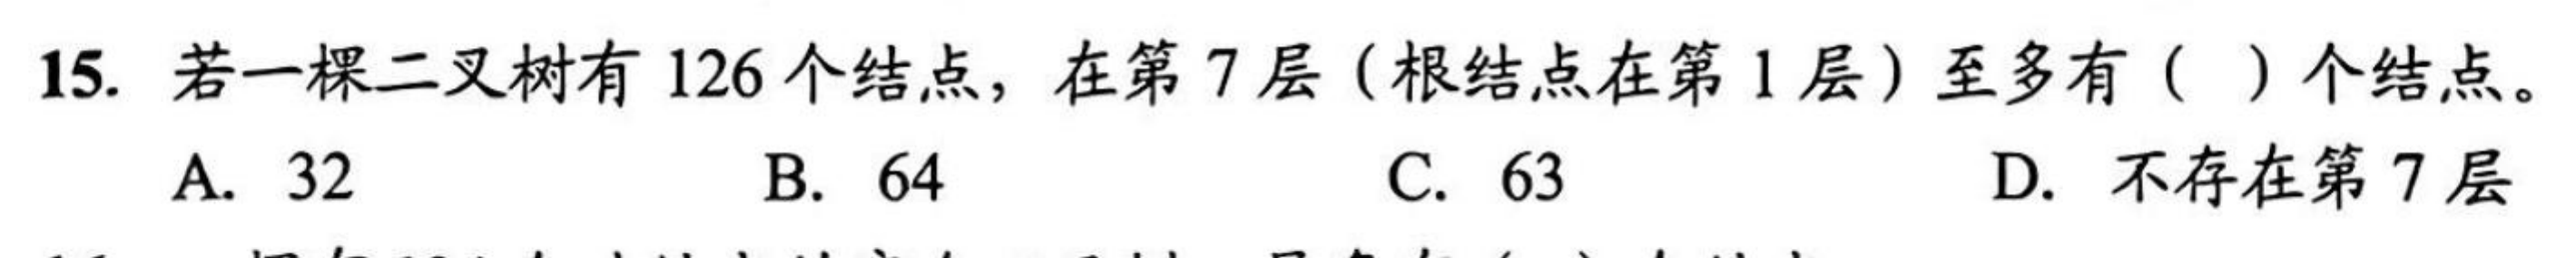 15. 若一棵二叉树有 126 个结点，在第 7 层（根结点在第 1 层）至多有（ ）个结点。
A. 32 B. 64 C. 63 D. 不存在第 7 层